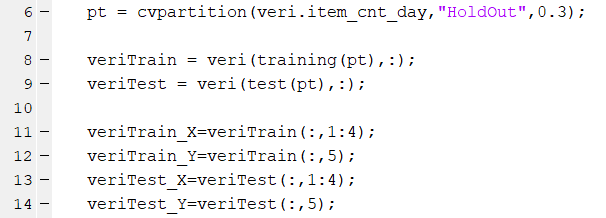 6 - pt = cvpartition(veri.item_cnt_day,"HoldOut",0.3);
7
8 - veriTrain = veri(training(pt),:);
9 - veriTest = veri(test(pt),:);
10
11 - veriTrain_X=veriTrain(:,1:4);
12 - veriTrain_Y=veriTrain(:,5);
13 - veriTest_X=veriTest(:,1:4);
14 - veriTest_Y=veriTest(:,5);